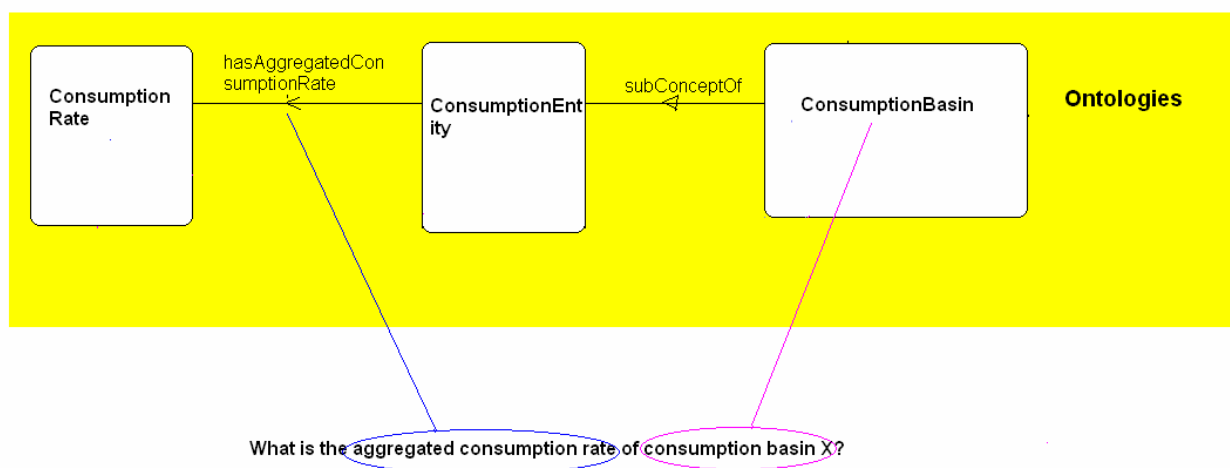 hasAggregatedCon
sumptionRate
Consumption
Rate
ConsumptionEnt
ity
subConceptOf
ConsumptionBasin
Ontologies
What is the aggregated consumption rate of consumption basin X?